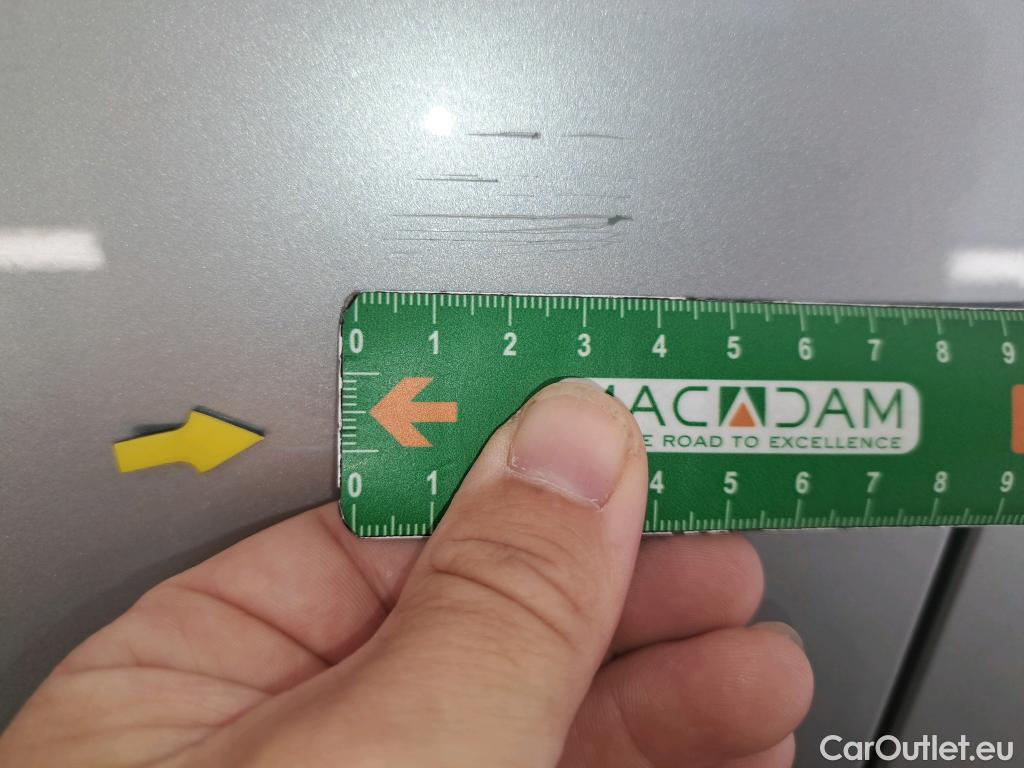 0 1 2 3 4 5 6 7 8 9
MACADAM
E ROAD TO EXCELLENCE
0 1 4 5 6 7 8 9
CarOutlet.eu